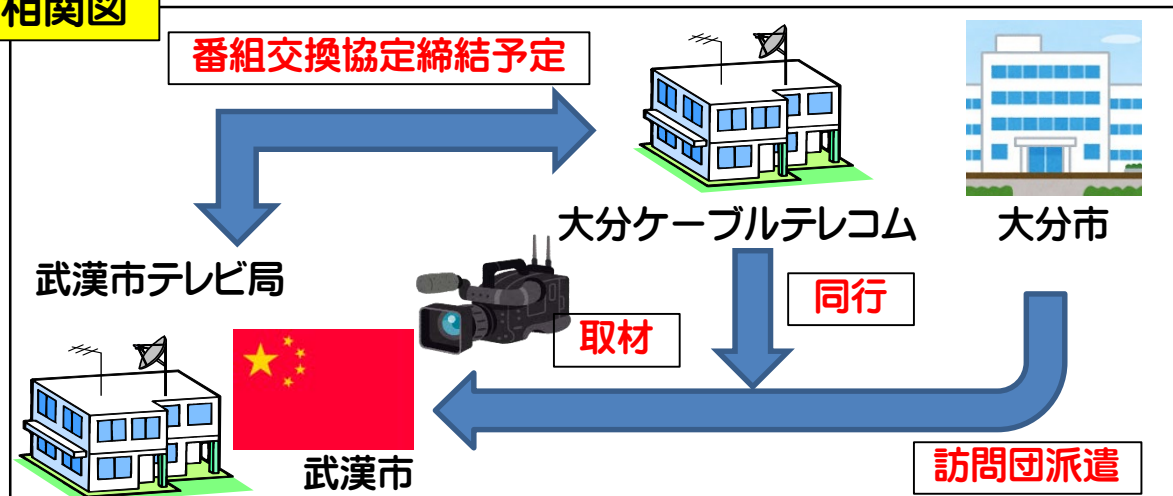 相関図
番組交換協定締結予定
大分ケーブルテレコム
大分市
武漢市テレビ局
同行
取材
武漢市
訪問団派遣